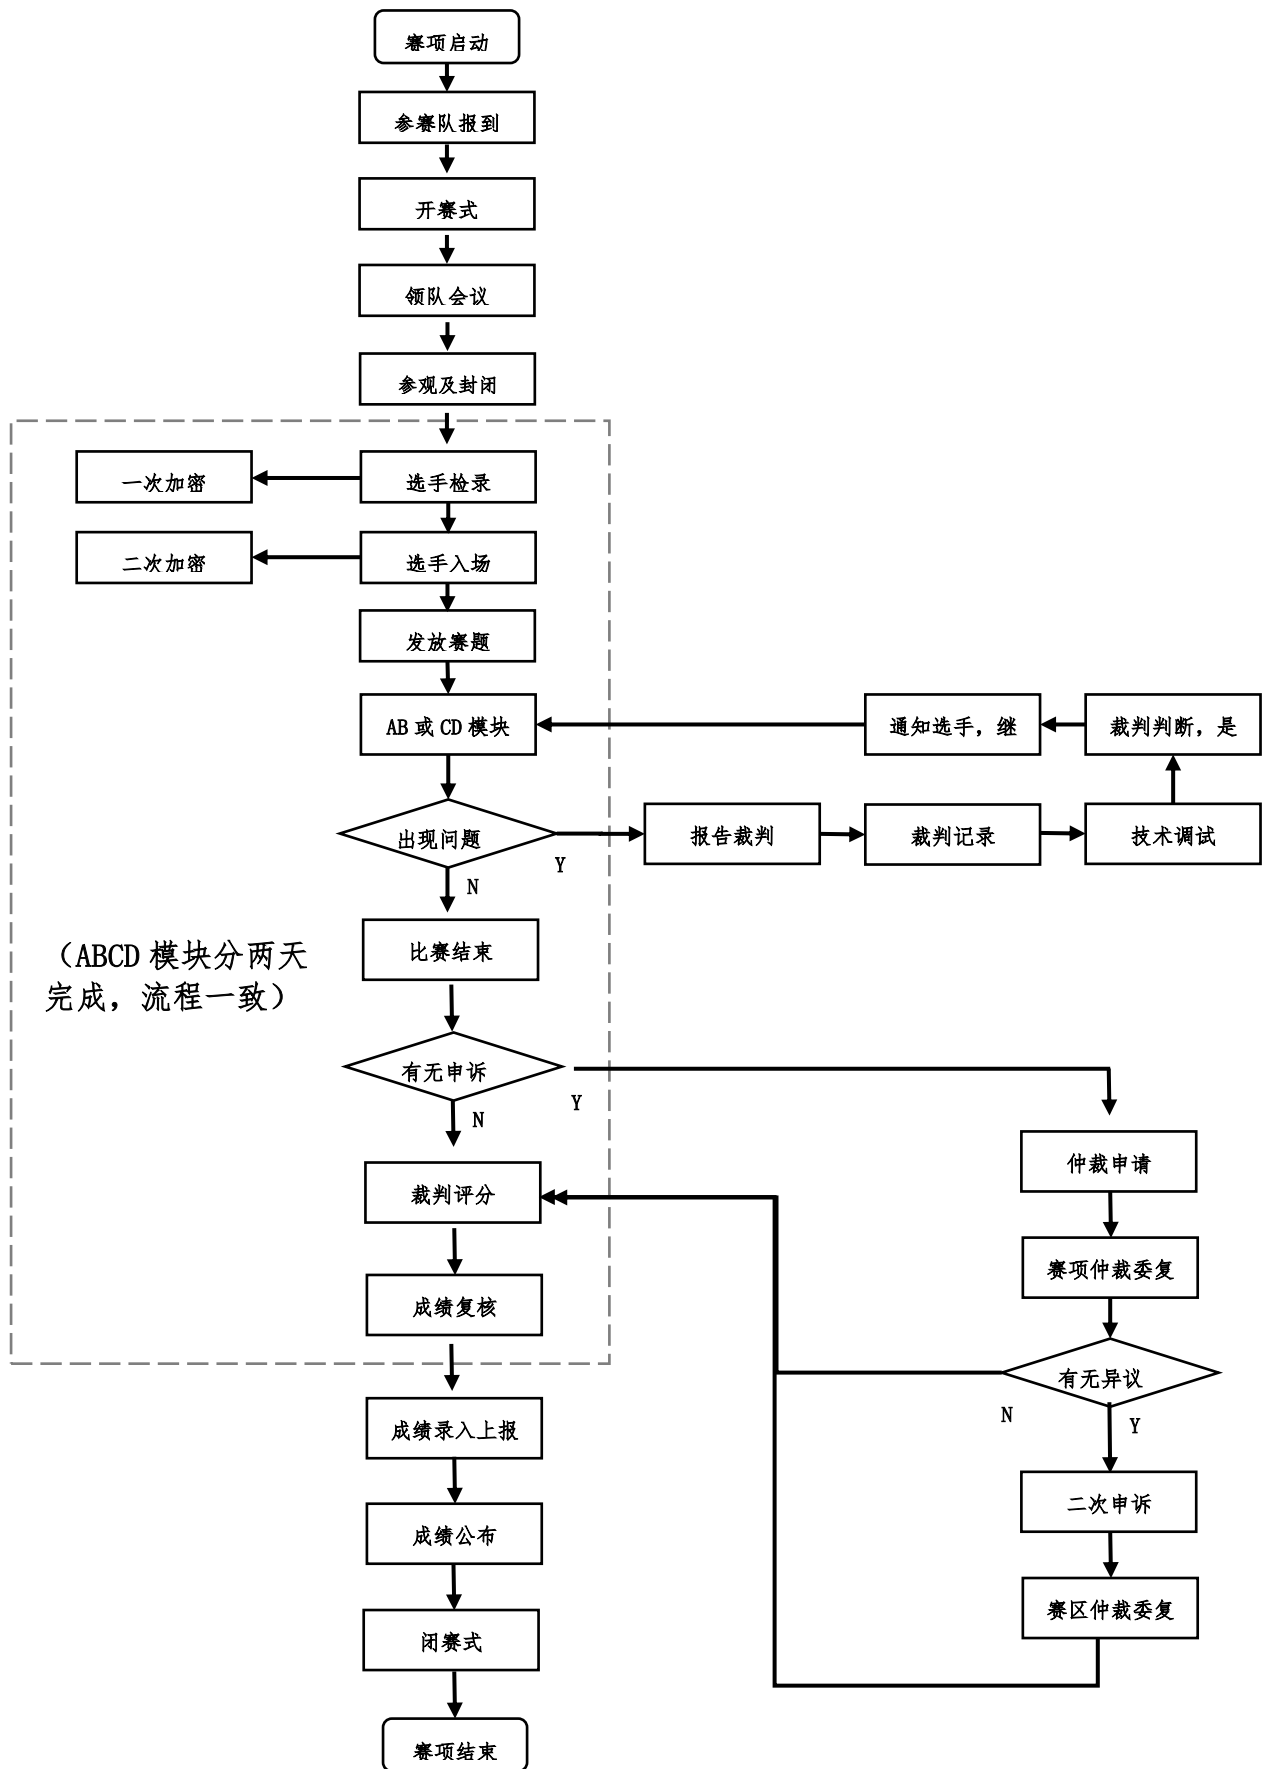 赛项启动
参赛队报到
开赛式
领队会议
参观及封闭
一次加密
选手检录
二次加密
选手入场
发放赛题
AB 或 CD 模块
通知选手，继
裁判判断，是
出现问题
报告裁判
裁判记录
技术调试
Y
N
比赛结束
（ABCD 模块分两天
完成，流程一致）
有无申诉
Y
N
仲裁申请
裁判评分
赛项仲裁委复
成绩复核
有无异议
N
Y
成绩录入上报
二次申诉
成绩公布
赛区仲裁委复
闭赛式
赛项结束